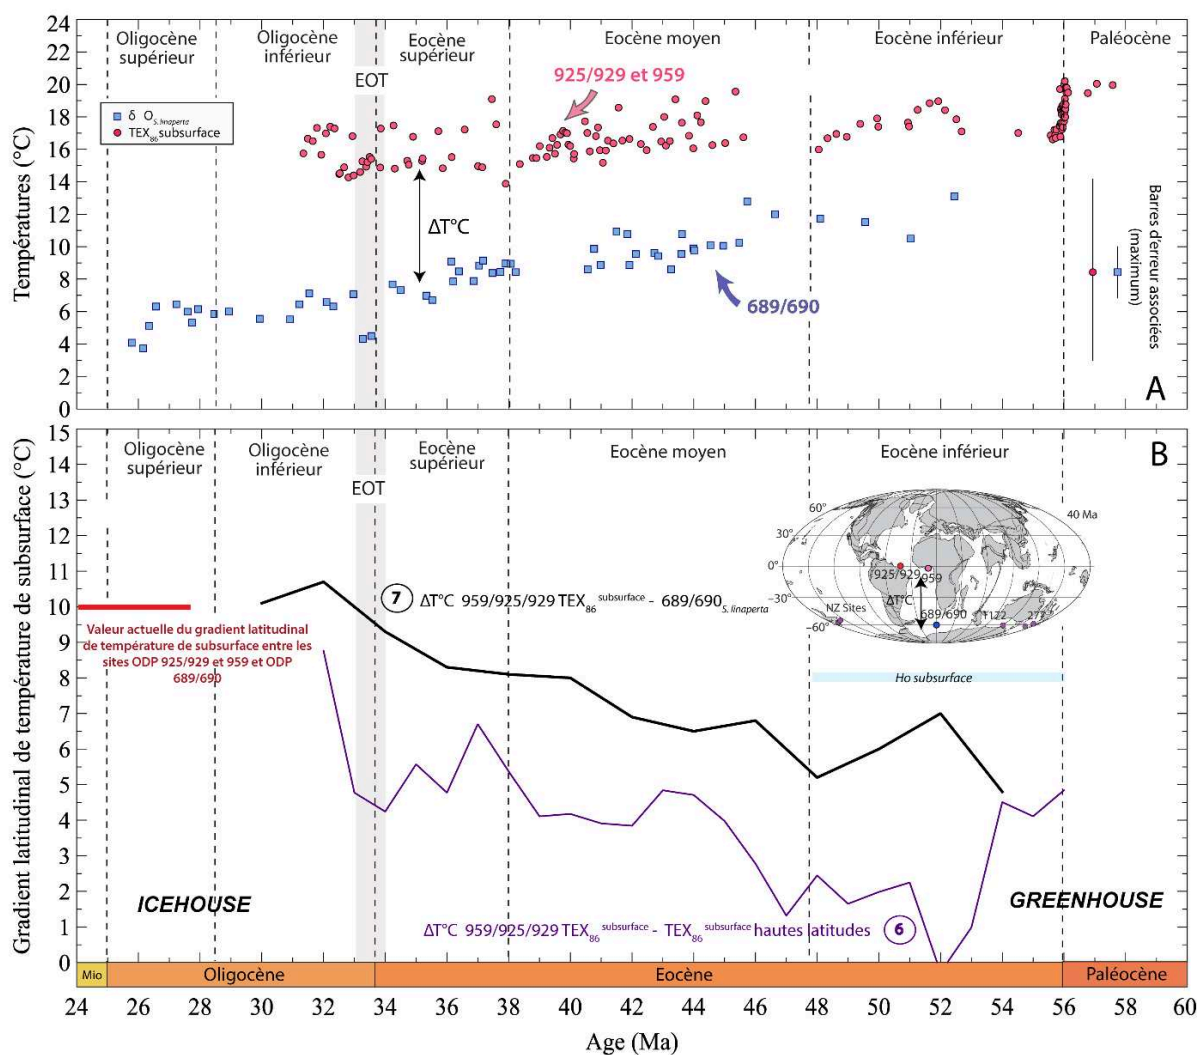 A
Températures (°C)
24
22
20
18
16
14
12
10
8
6
4
2
0
Oligocène
supérieur
Oligocène
inférieur
Eocène
supérieur
Eocène moyen
Eocène inférieur
Paléocène
EOT
925/929 et 959
δ O S. linaperta
TEX86 subsurface
ΔT°C
689/690
Barres d'erreur associées
(maximum)
B
Gradient latitudinal de température de subsurface (°C)
15
14
13
12
11
10
9
8
7
6
5
4
3
2
1
0
Oligocène
supérieur
Oligocène
inférieur
Eocène
supérieur
Eocène moyen
Eocène inférieur
EOT
40 Ma
60°
30°
0°
−30°
−60°
925/929
959
ΔT°C
689/690
NZ Sites
1172
277
7 ΔT°C 959/925/929 TEX86 subsurface - 689/690 S. linaperta
Valeur actuelle du gradient latitudinal
de température de subsurface entre les
sites ODP 925/929 et 959 et ODP
689/690
Ho subsurface
ICEHOUSE
GREENHOUSE
ΔT°C 959/925/929 TEX86 subsurface - TEX86 subsurface hautes latitudes 6
Mio
Oligocène
Eocène
Paléocène
24 26 28 30 32 34 36 38 40 42 44 46 48 50 52 54 56 58 60
Age (Ma)